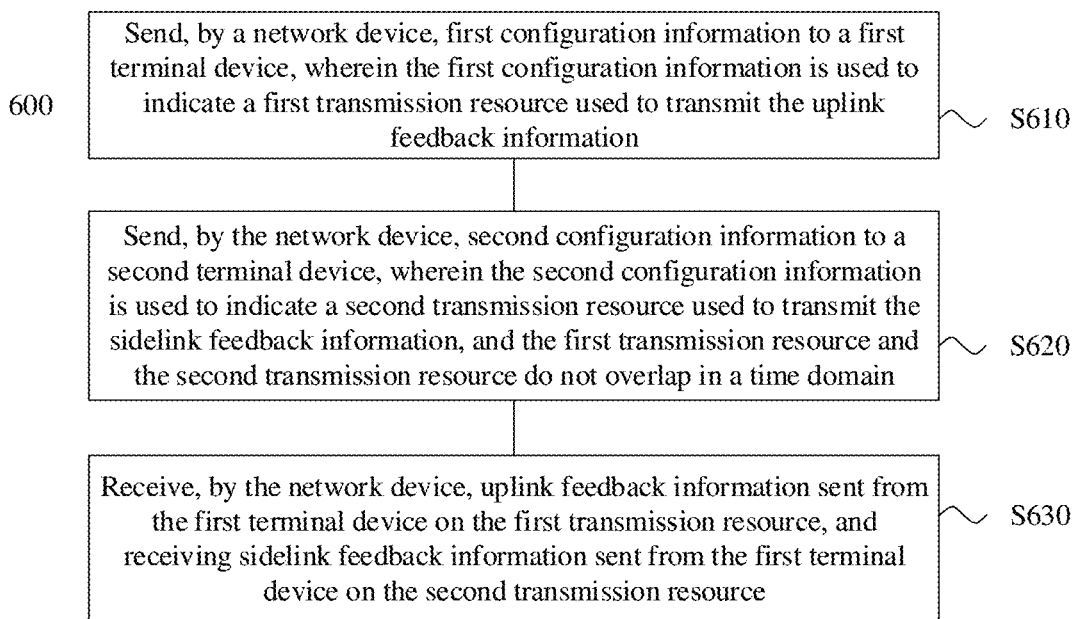 Send, by a network device, first configuration information to a first
terminal device, wherein the first configuration information is used to
indicate a first transmission resource used to transmit the uplink
feedback information
600
S610
Send, by the network device, second configuration information to a
second terminal device, wherein the second configuration information
is used to indicate a second transmission resource used to transmit the
sidelink feedback information, and the first transmission resource and
the second transmission resource do not overlap in a time domain
S620
Receive, by the network device, uplink feedback information sent from
the first terminal device on the first transmission resource, and
receiving sidelink feedback information sent from the first terminal
device on the second transmission resource
S630